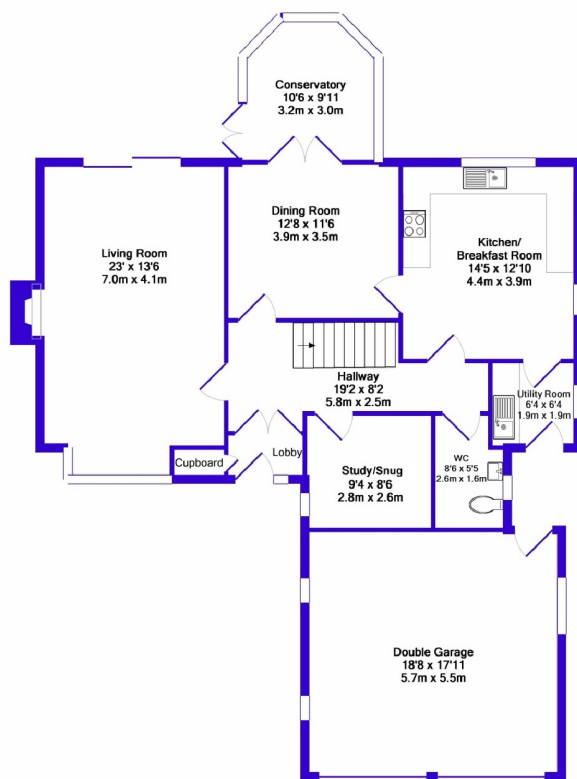 Conservatory
10'6 x 9'11
3.2m x 3.0m
Dining Room
12'8 x 11'6
3.9m x 3.5m
Living Room
23' x 13'6
7.0m x 4.1m
Kitchen/
Breakfast Room
14'5 x 12'10
4.4m x 3.9m
Hallway
19'2 x 8'2
5.8m x 2.5m
Utility Room
6'4 x 6'4
1.9m x 1.9m
Lobby
Cupboard
Study/Snug
9'4 x 8'6
2.8m x 2.6m
WC
8'6 x 5'5
2.6m x 1.6m
Double Garage
18'8 x 17'11
5.7m x 5.5m